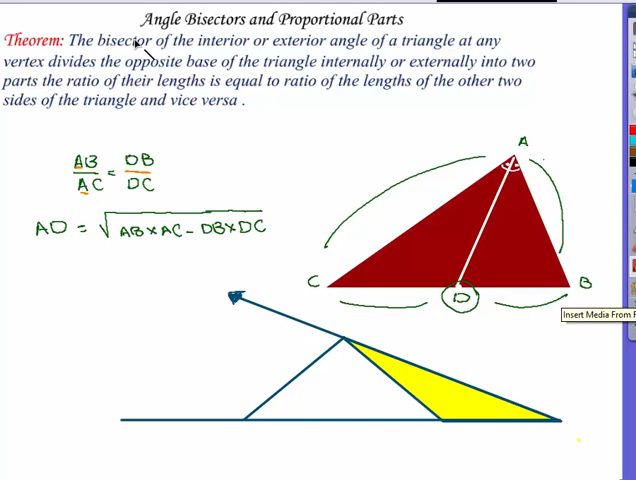 Angle Bisectors and Proportional Parts
Theorem: The bisector of the interior or exterior angle of a triangle at any
vertex divides the opposite base of the triangle internally or externally into two
parts the ratio of their lengths is equal to ratio of the lengths of the other two
sides of the triangle and vice versa .
AB/AC = DB/DC
AD = √AB×AC - DB×DC
A
C
D
B
Insert Media From F